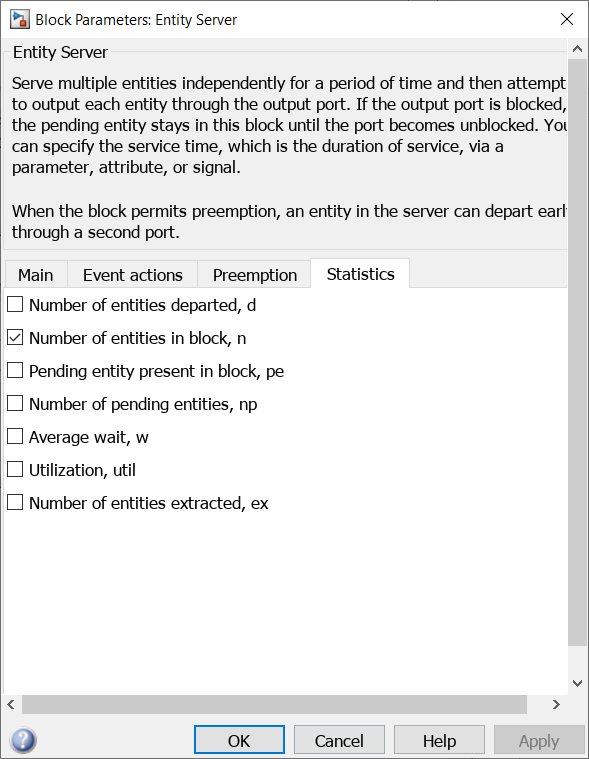 Block Parameters: Entity Server
Entity Server
Serve multiple entities independently for a period of time and then attempt
to output each entity through the output port. If the output port is blocked,
the pending entity stays in this block until the port becomes unblocked. You
can specify the service time, which is the duration of service, via a
parameter, attribute, or signal.
When the block permits preemption, an entity in the server can depart earl
through a second port.
Main Event actions Preemption Statistics
Number of entities departed, d
Number of entities in block, n
Pending entity present in block, pe
Number of pending entities, np
Average wait, w
Utilization, util
Number of entities extracted, ex
? OK Cancel Help Apply